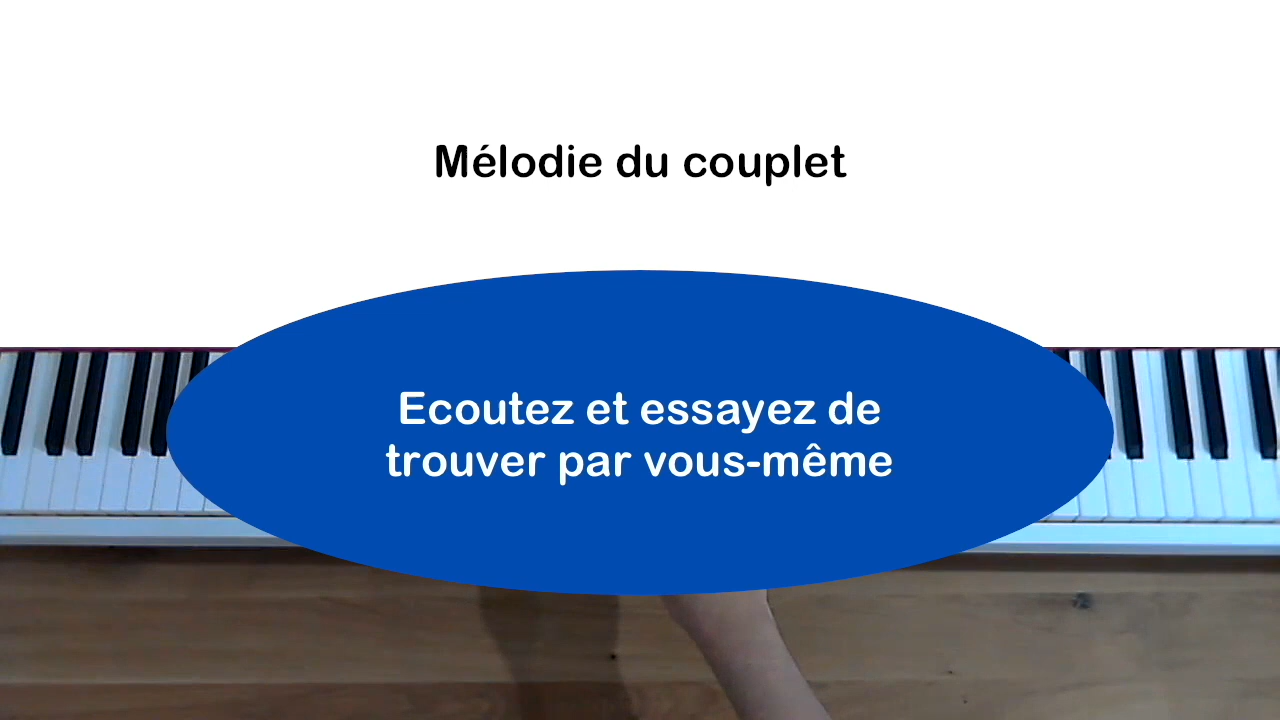 Mélodie du couplet
Ecoutez et essayez de
trouver par vous-même